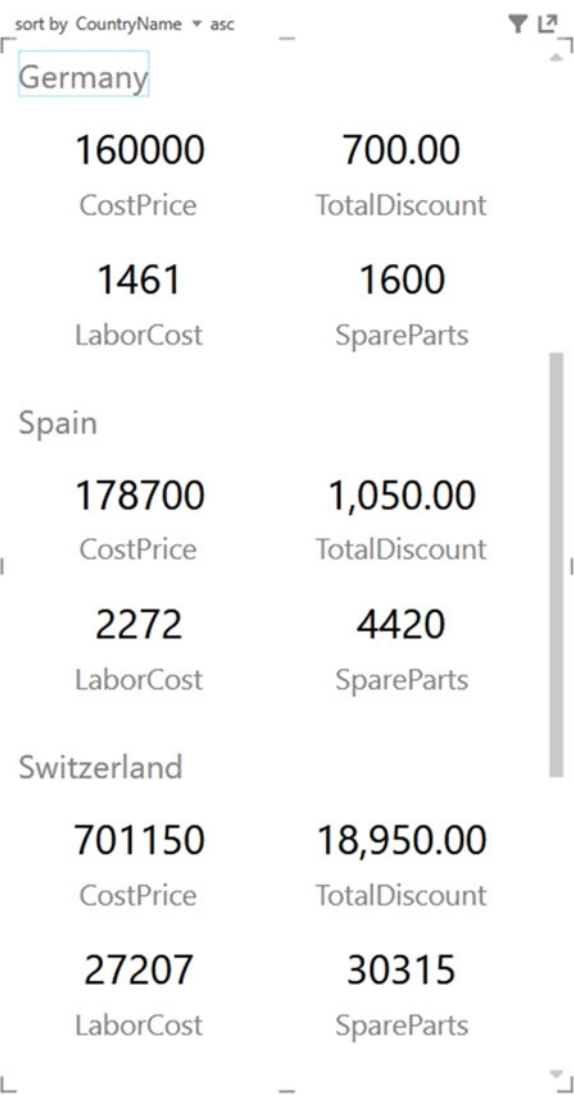 sort by CountryName asc
Germany
160000 700.00
CostPrice TotalDiscount
1461 1600
LaborCost SpareParts
Spain
178700 1,050.00
CostPrice TotalDiscount
2272 4420
LaborCost SpareParts
Switzerland
701150 18,950.00
CostPrice TotalDiscount
27207 30315
LaborCost SpareParts